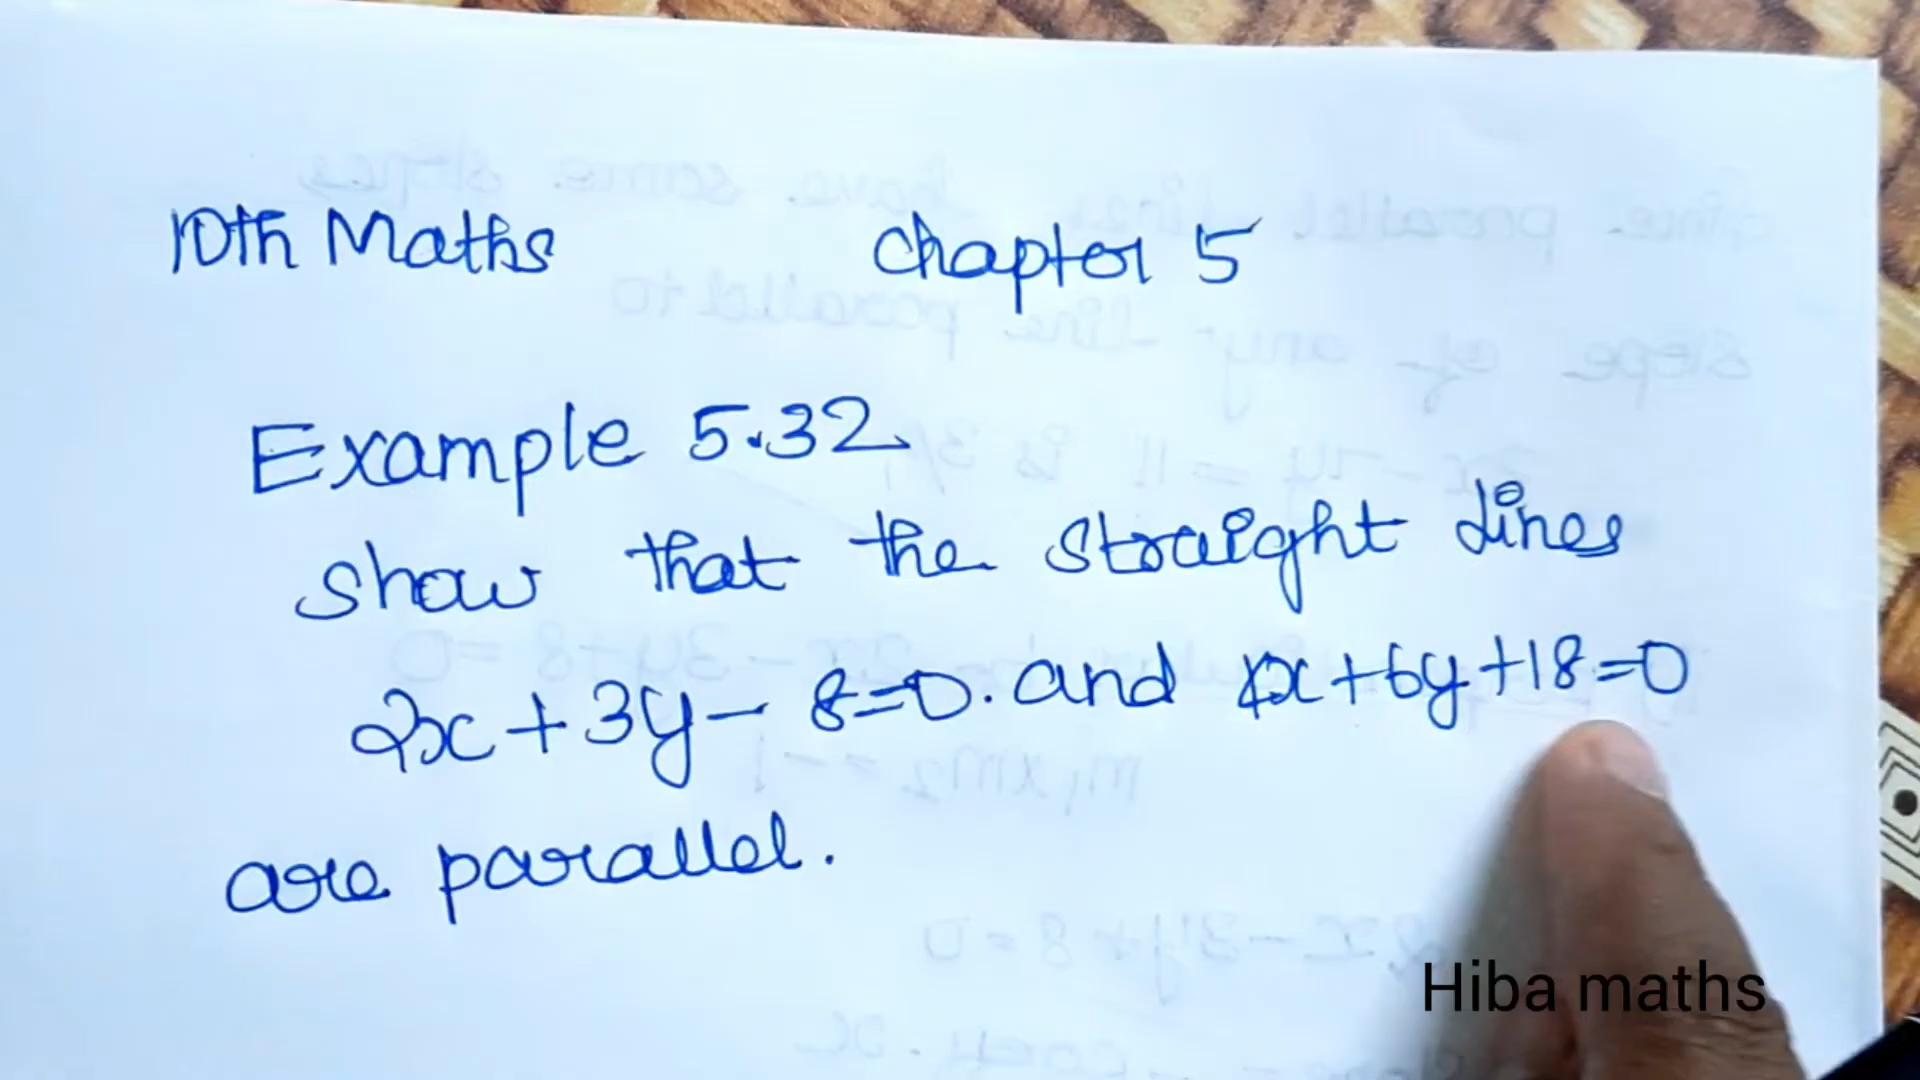 10th Maths Chapter 5
Example 5.32
Show that the straight lines
2x + 3y - 8 = 0. and 4x + 6y + 18 = 0
are parallel.
Hiba maths